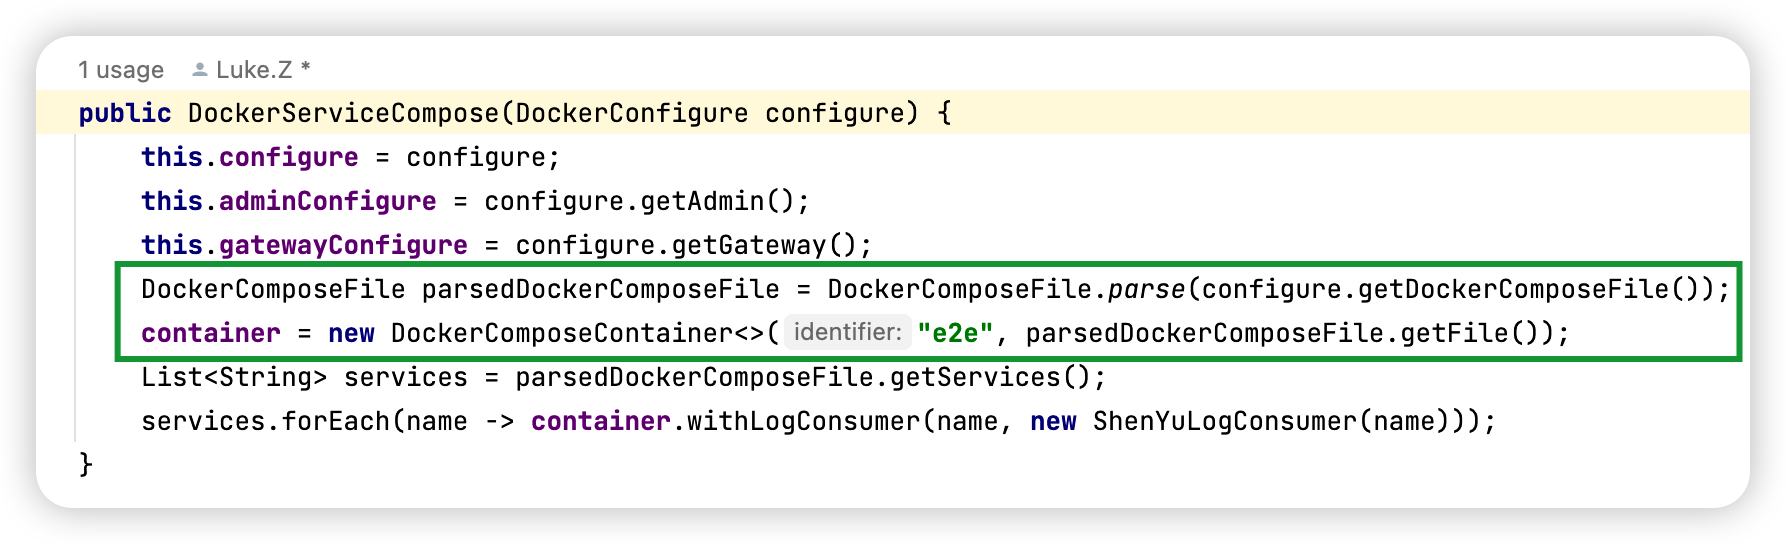 1 usage Luke.Z *
public DockerServiceCompose(DockerConfigure configure) {
this.configure = configure;
this.adminConfigure = configure.getAdmin();
this.gatewayConfigure = configure.getGateway();
DockerComposeFile parsedDockerComposeFile = DockerComposeFile.parse(configure.getDockerComposeFile());
container = new DockerComposeContainer<>( identifier: "e2e", parsedDockerComposeFile.getFile());
List<String> services = parsedDockerComposeFile.getServices();
services.forEach(name -> container.withLogConsumer(name, new ShenYuLogConsumer(name)));
}